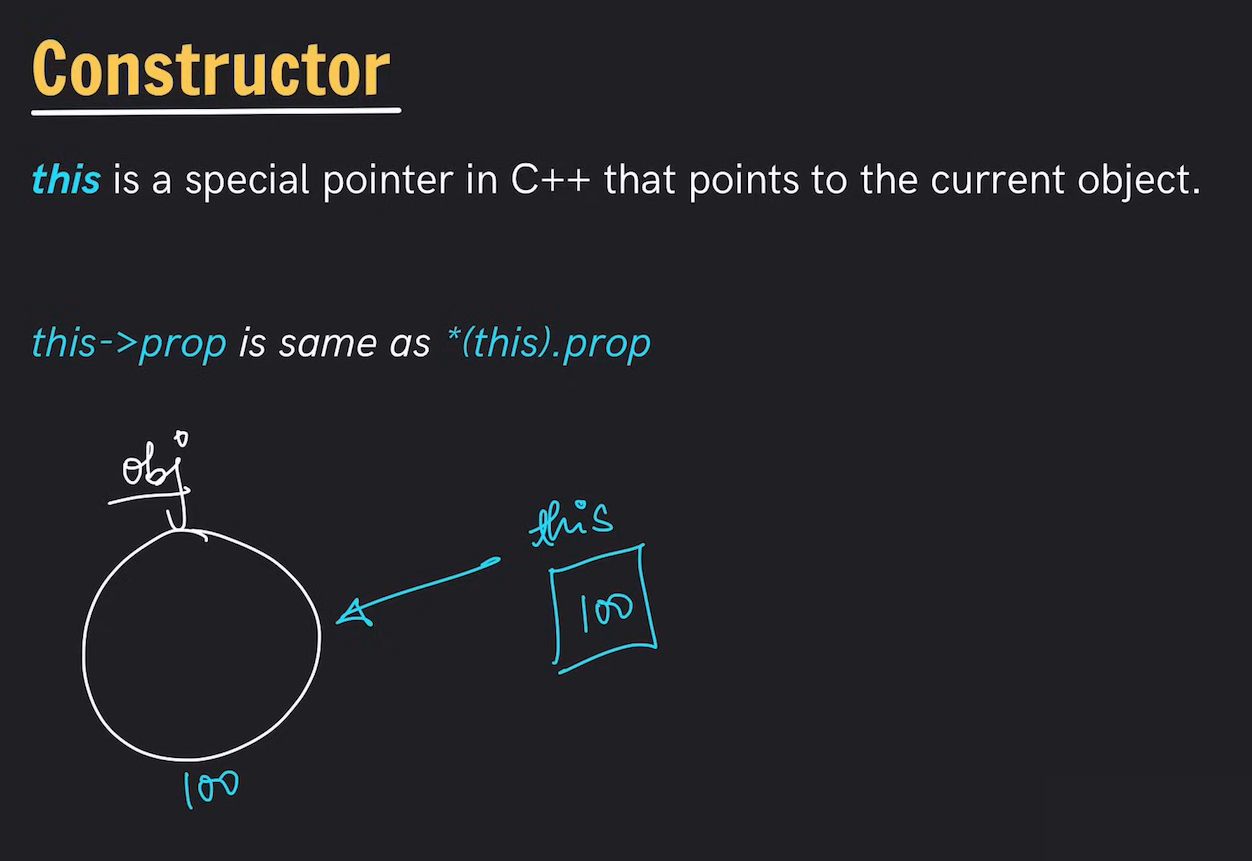 Constructor
this is a special pointer in C++ that points to the current object.
this->prop is same as *(this).prop
obj
this
100
100